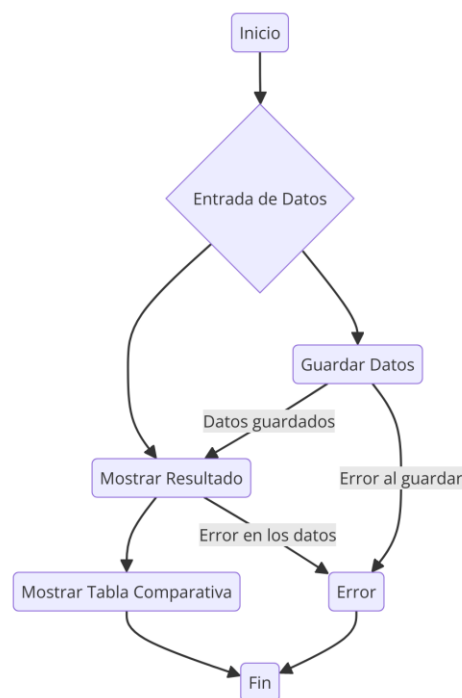 Inicio
Entrada de Datos
Guardar Datos
Datos guardados
Mostrar Resultado
Error al guardar
Error en los datos
Mostrar Tabla Comparativa
Error
Fin